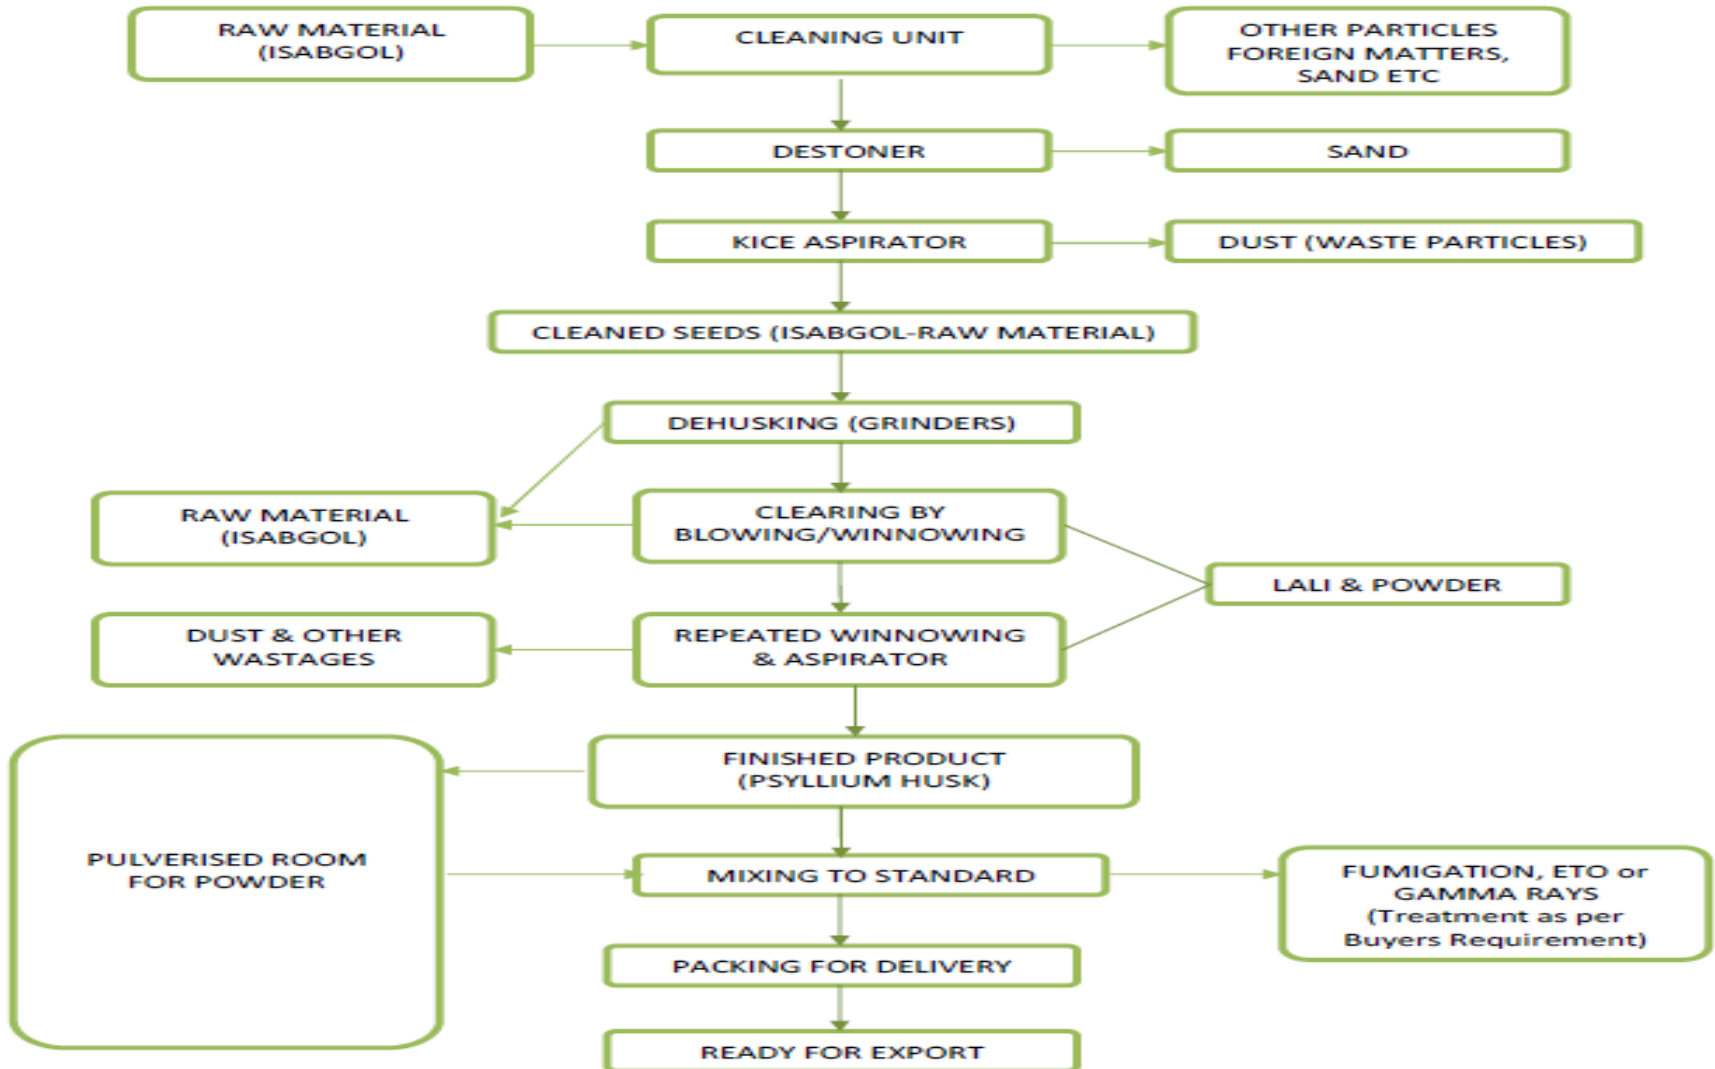 RAW MATERIAL
(ISABGOL)
CLEANING UNIT
OTHER PARTICLES
FOREIGN MATTERS,
SAND ETC
DESTONER
SAND
KICE ASPIRATOR
DUST (WASTE PARTICLES)
CLEANED SEEDS (ISABGOL-RAW MATERIAL)
DEHUSKING (GRINDERS)
RAW MATERIAL
(ISABGOL)
CLEARING BY
BLOWING/WINNOWING
LALI & POWDER
DUST & OTHER
WASTAGES
REPEATED WINNOWING
& ASPIRATOR
FINISHED PRODUCT
(PSYLLIUM HUSK)
PULVERISED ROOM
FOR POWDER
MIXING TO STANDARD
FUMIGATION, ETO or
GAMMA RAYS
(Treatment as per
Buyers Requirement)
PACKING FOR DELIVERY
READY FOR EXPORT